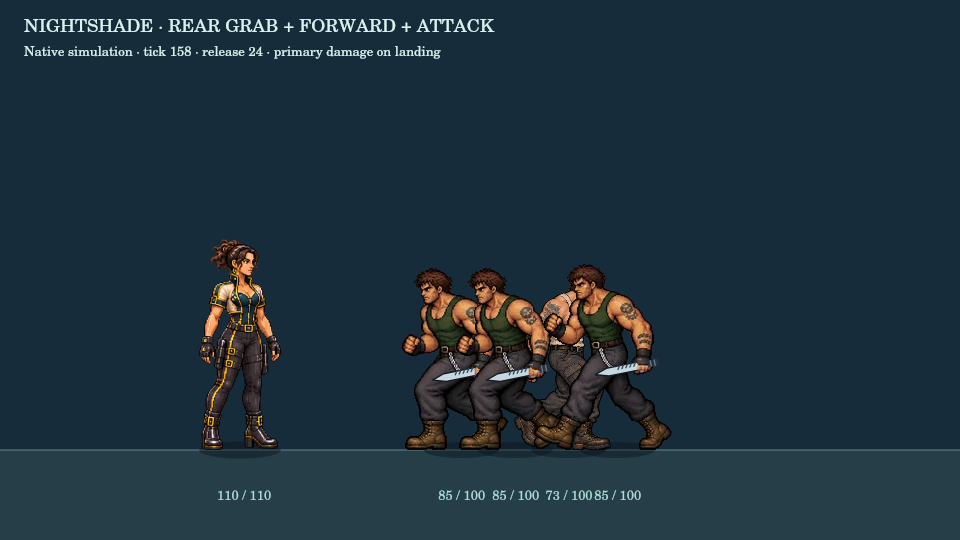 NIGHTSHADE · REAR GRAB + FORWARD + ATTACK
Native simulation · tick 158 · release 24 · primary damage on landing
110 / 110 85 / 100 85 / 100 73 / 100 85 / 100